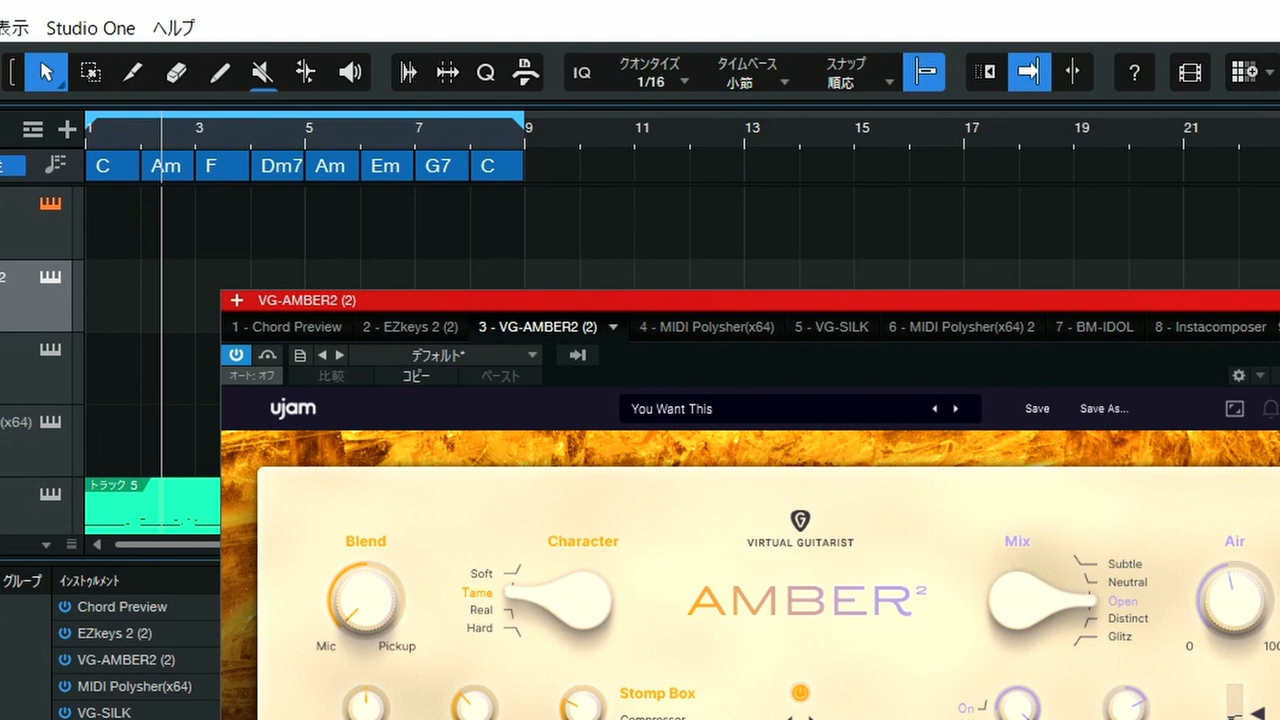 表示 Studio One ヘルプ
IQ クオンタイズ 1/16 タイムベース 小節 スナップ 順応 ?
1 3 5 7 9 11 13 15 17 19 21
C Am F Dm7 Am Em G7 C
2
VG-AMBER2 (2)
1 - Chord Preview 2 - EZkeys 2 (2) 3 - VG-AMBER2 (2) 4 - MIDI Polysher(x64) 5 - VG-SILK 6 - MIDI Polysher(x64) 2 7 - BM-IDOL 8 - Instacomposer
デフォルト*
オート: オフ 比較 コピー ペースト
ujam You Want This Save Save As...
(x64)
トラック 5
VIRTUAL GUITARIST
AMBER2
Blend
Mic Pickup
Character
Soft
Tame
Real
Hard
Mix
Subtle
Neutral
Open
Distinct
Glitz
Air
0 100
Stomp Box
Compressor
On
グループ インストゥルメント
Chord Preview
EZkeys 2 (2)
VG-AMBER2 (2)
MIDI Polysher(x64)
VG-SILK